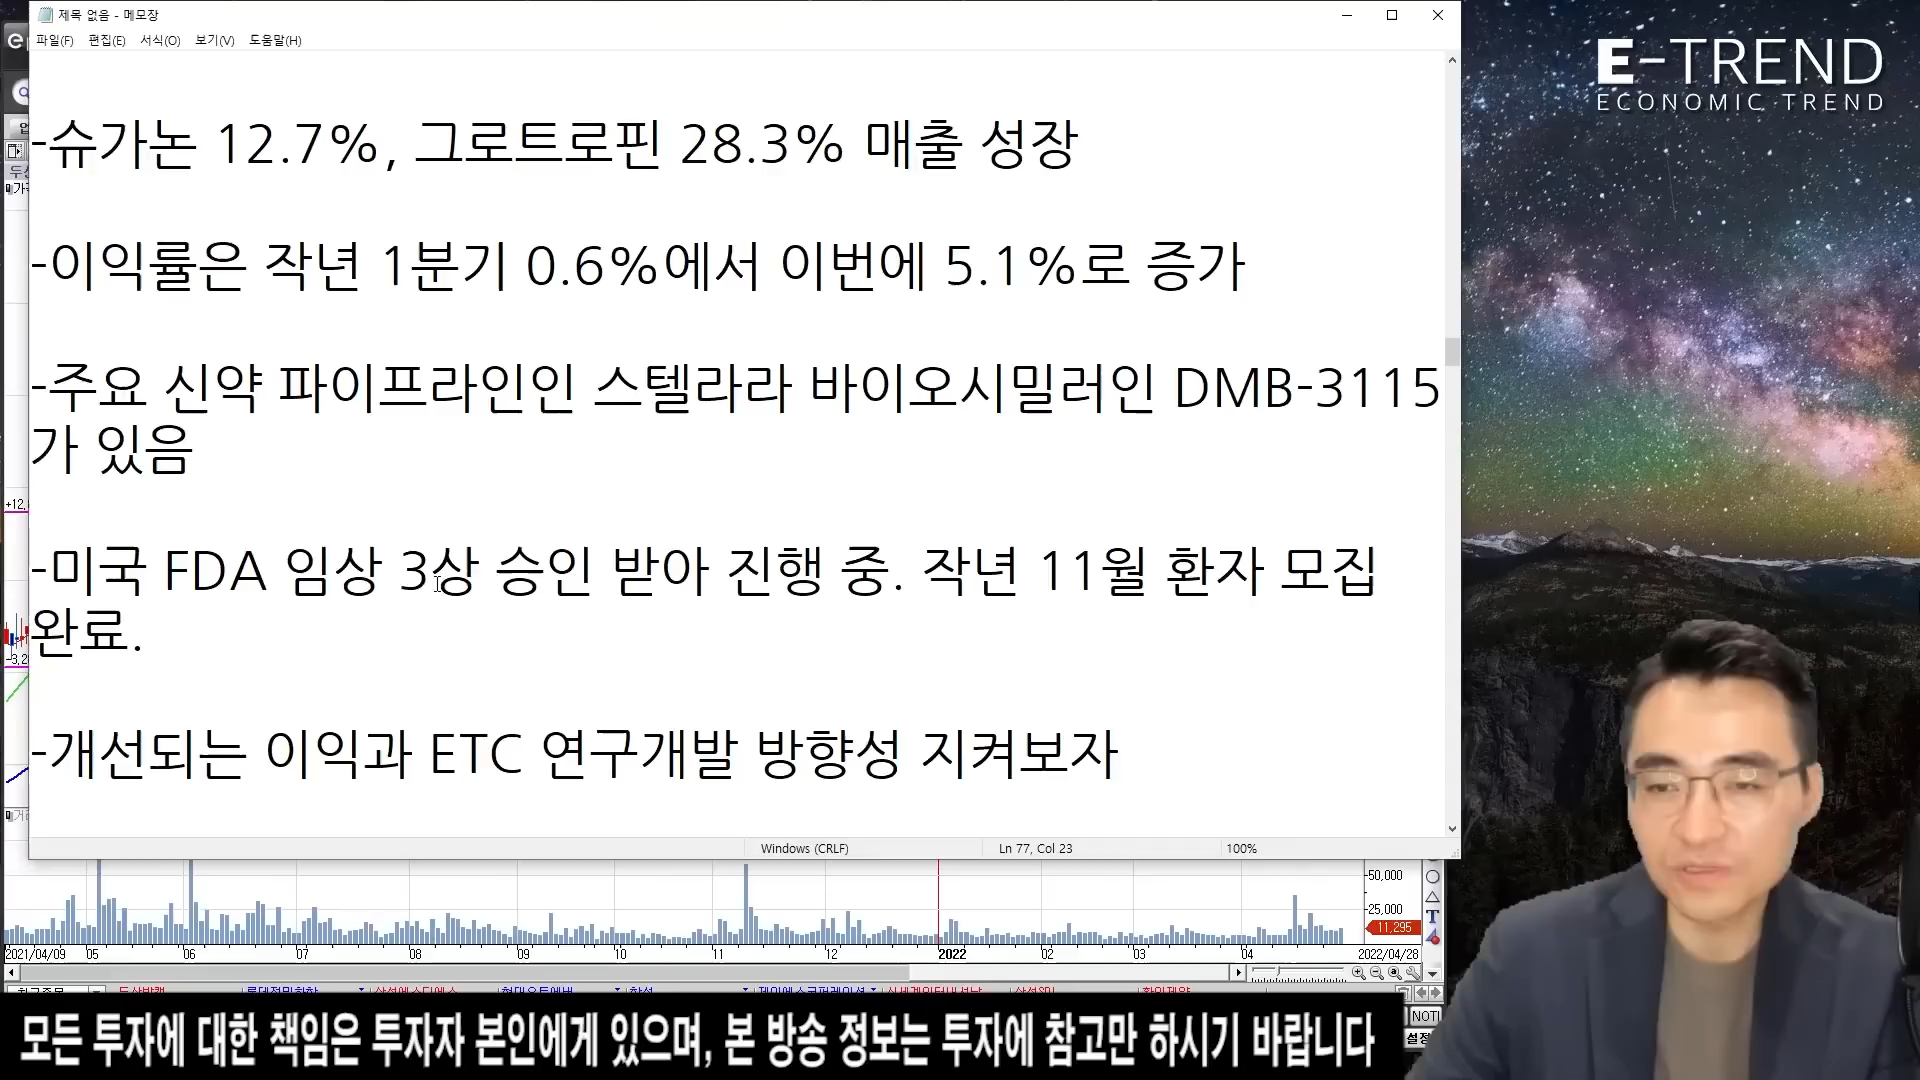 제목 없음 - 메모장
파일(F) 편집(E) 서식(O) 보기(V) 도움말(H)
E-TREND
ECONOMIC TREND
-슈가논 12.7%, 그로트로핀 28.3% 매출 성장
-이익률은 작년 1분기 0.6%에서 이번에 5.1%로 증가
-주요 신약 파이프라인인 스텔라라 바이오시밀러인 DMB-3115
가 있음
-미국 FDA 임상 3상 승인 받아 진행 중. 작년 11월 환자 모집
완료.
-개선되는 이익과 ETC 연구개발 방향성 지켜보자
Windows (CRLF) Ln 77, Col 23 100%
50,000
25,000
11,295
2021/04/09 05 06 07 08 09 10 11 12 2022 02 03 04 2022/04/28
NOTI
모든 투자에 대한 책임은 투자자 본인에게 있으며, 본 방송 정보는 투자에 참고만 하시기 바랍니다